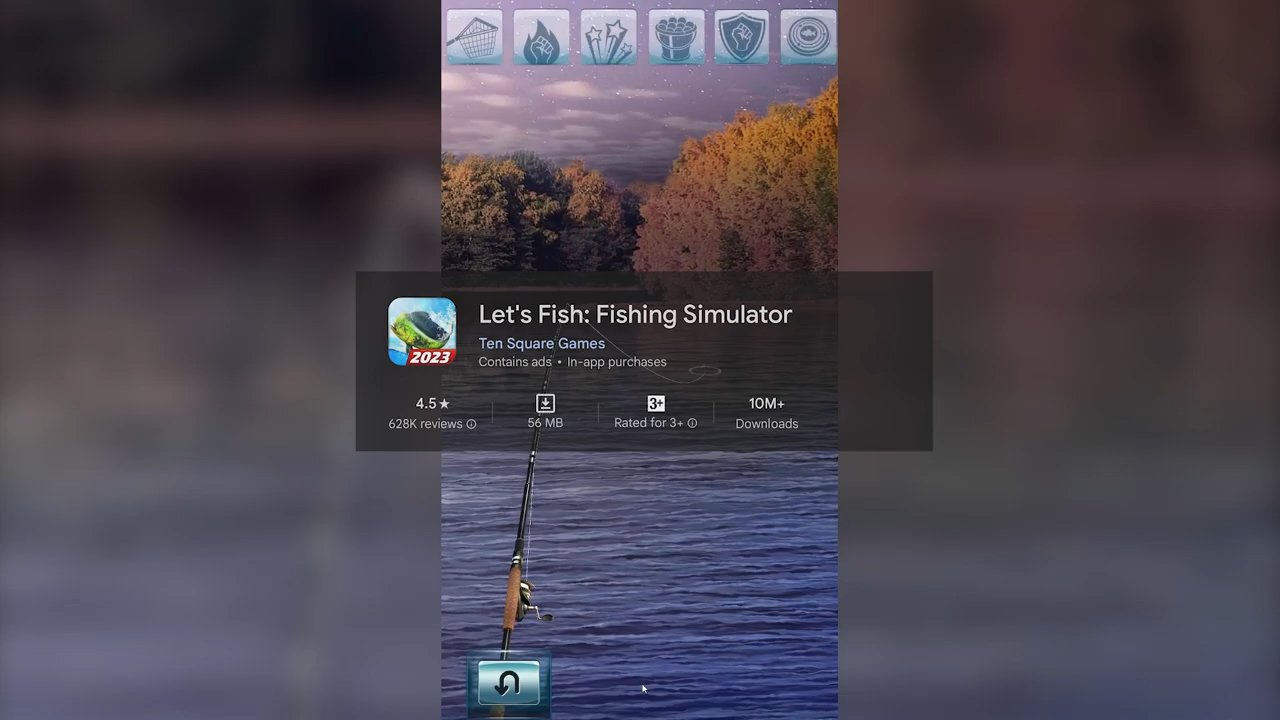 Let's Fish: Fishing Simulator
Ten Square Games
Contains ads • In-app purchases
2023
4.5★
3+
10M+
628K reviews
56 MB
Rated for 3+
Downloads